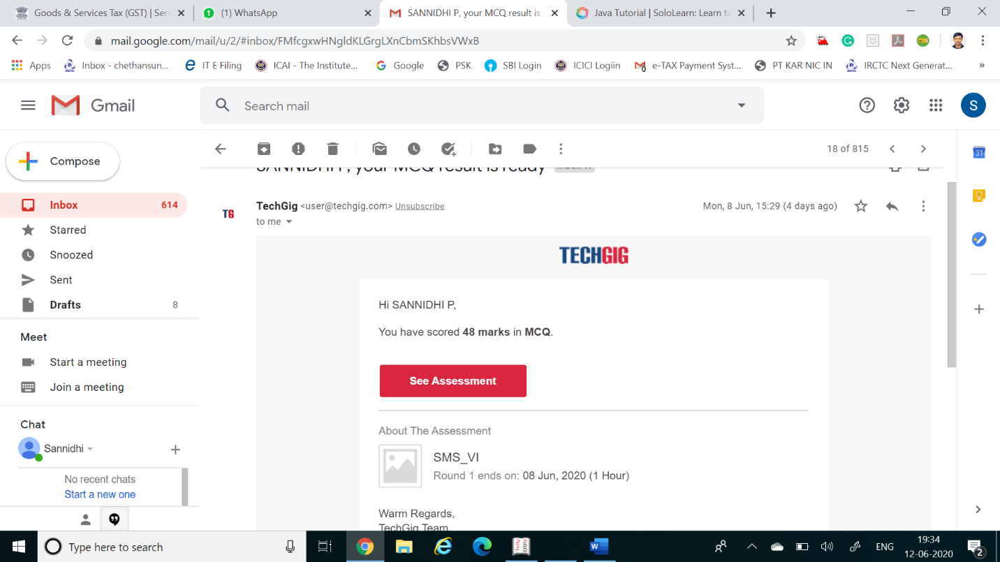 Goods & Services Tax (GST) | Serv
(1) WhatsApp
SANNIDHI P, your MCQ result is r
Java Tutorial | SoloLearn: Learn to
mail.google.com/mail/u/2/#inbox/FMfcgxwHNgldKLGrgLXnCbmSKhbsVWxB
Apps
Inbox - chethansun...
IT E Filing
ICAI - The Institute...
Google
PSK
SBI Login
ICICI Logiin
e-TAX Payment Syst...
PT KAR NIC IN
IRCTC Next Generat...
»
Gmail
Search mail
S
Compose
18 of 815
SANNIDHI P, your MCQ result is ready
Inbox
614
Starred
Snoozed
Sent
Drafts
8
Meet
Start a meeting
Join a meeting
Chat
Sannidhi
No recent chats
Start a new one
TG
TechGig <user@techgig.com> Unsubscribe
Mon, 8 Jun, 15:29 (4 days ago)
to me
TECHGIG
Hi SANNIDHI P,
You have scored 48 marks in MCQ.
See Assessment
About The Assessment
SMS_VI
Round 1 ends on: 08 Jun, 2020 (1 Hour)
Warm Regards,
TechGig Team
31
Type here to search
ENG
19:34
12-06-2020
2